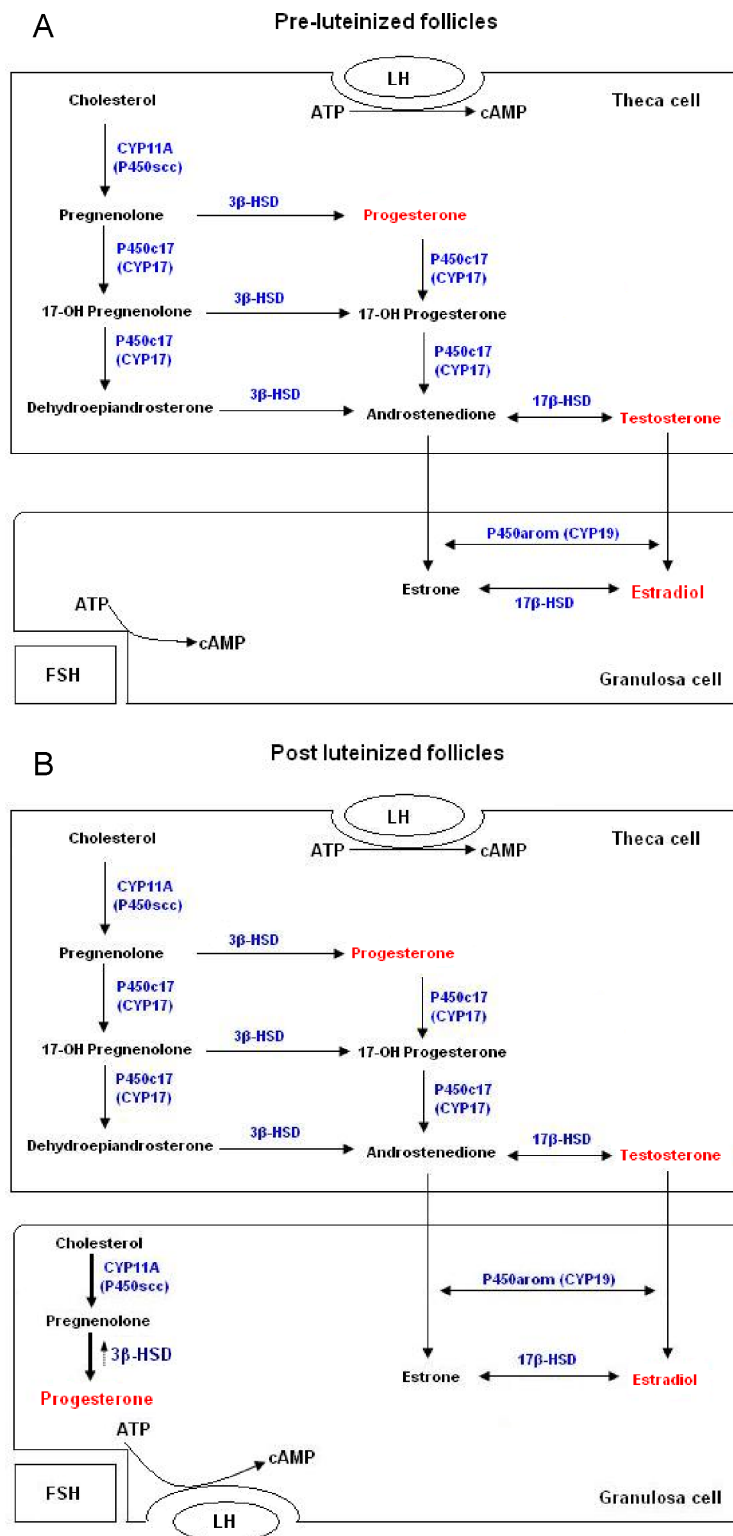 A
Pre-luteinized follicles
LH
Theca cell
Cholesterol
ATP
cAMP
CYP11A
(P450scc)
3β-HSD
Pregnenolone
Progesterone
P450c17
(CYP17)
P450c17
(CYP17)
3β-HSD
17-OH Pregnenolone
17-OH Progesterone
P450c17
(CYP17)
P450c17
(CYP17)
3β-HSD
17β-HSD
Dehydroepiandrosterone
Androstenedione
Testosterone
P450arom (CYP19)
Estrone
Estradiol
17β-HSD
ATP
cAMP
FSH
Granulosa cell
B
Post luteinized follicles
LH
Theca cell
Cholesterol
ATP
cAMP
CYP11A
(P450scc)
3β-HSD
Pregnenolone
Progesterone
P450c17
(CYP17)
P450c17
(CYP17)
3β-HSD
17-OH Pregnenolone
17-OH Progesterone
P450c17
(CYP17)
P450c17
(CYP17)
3β-HSD
17β-HSD
Dehydroepiandrosterone
Androstenedione
Testosterone
Cholesterol
CYP11A
(P450scc)
P450arom (CYP19)
Pregnenolone
3β-HSD
17β-HSD
Estrone
Estradiol
Progesterone
ATP
cAMP
FSH
LH
Granulosa cell